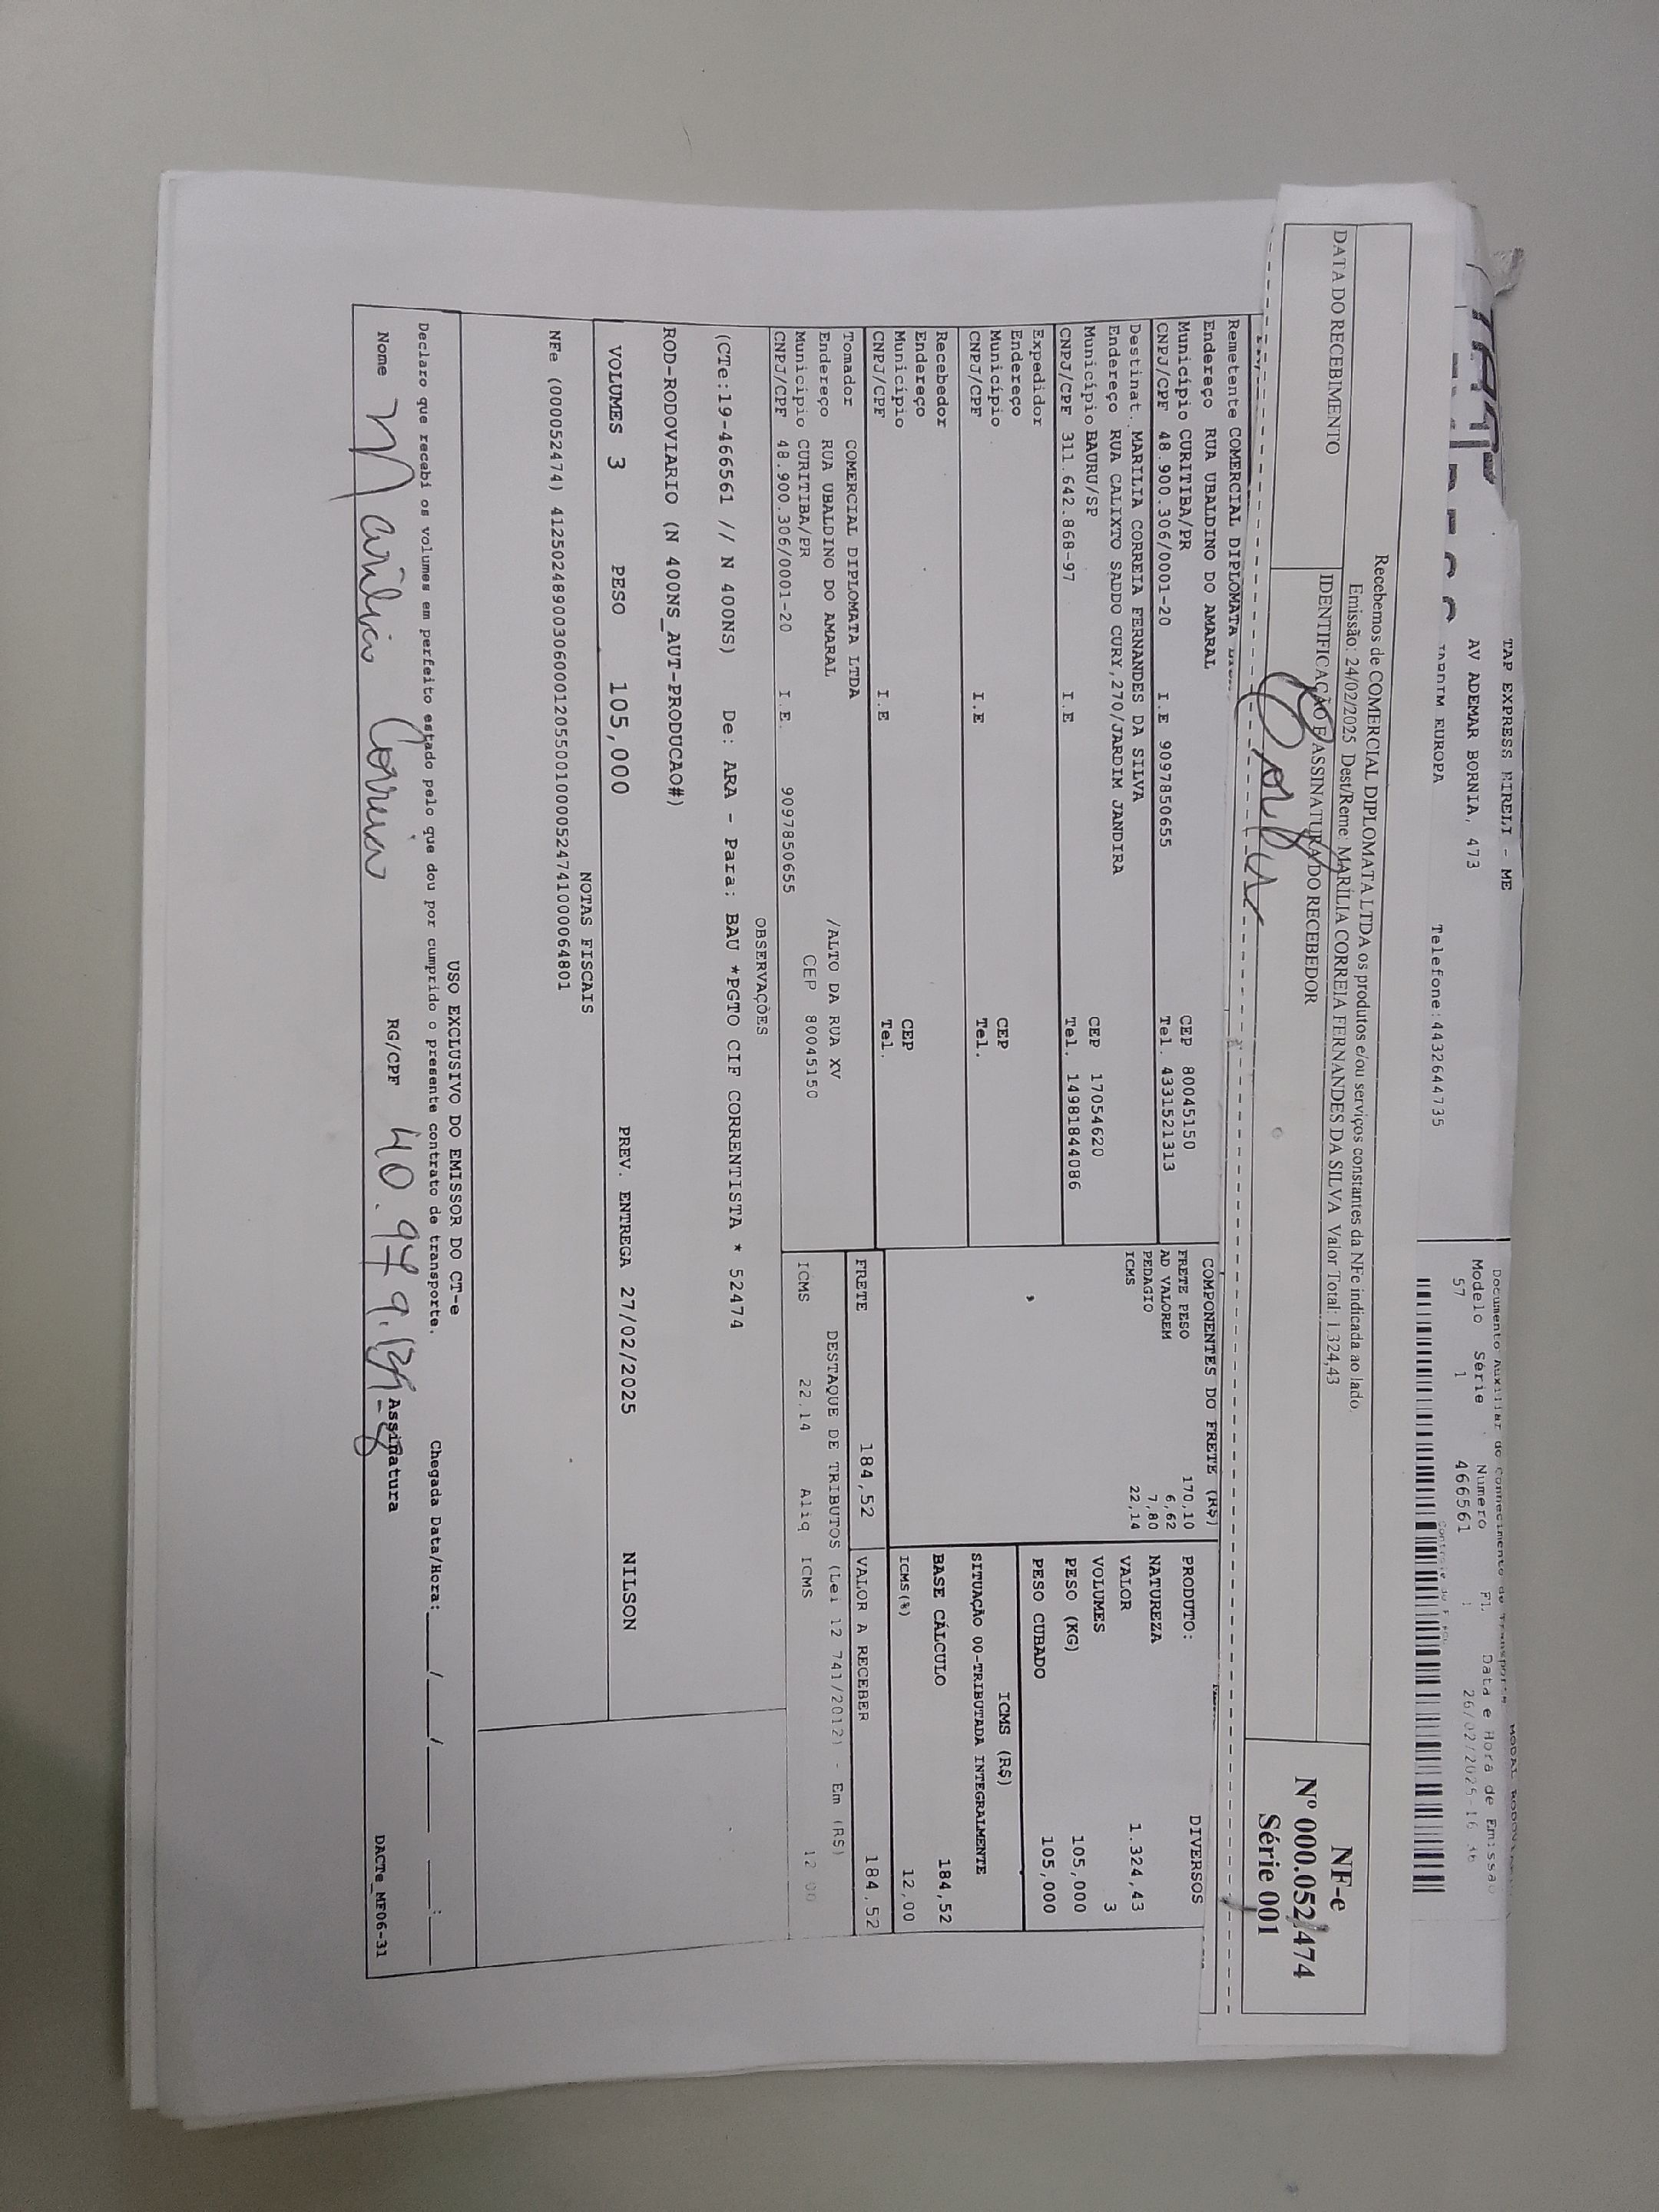 TAP EXPRESS EIRELI - ME
AV ADEMAR BORNIA, 473
JARDIM EUROPA Telefone:4432644735
Documento Auxiliar do Conhecimento de Transporte
Modelo Série Numero Fl. Data e Hora de Emissão
57 1 466561 26/02/2025-16
Recebemos de COMERCIAL DIPLOMATA LTDA os produtos e/ou serviços constantes da NFe indicada ao lado.
Emissão: 24/02/2025 Dest/Reme: MARÍLIA CORREIA FERNANDES DA SILVA Valor Total: 1.324,43
DATA DO RECEBIMENTO IDENTIFICAÇÃO E ASSINATURA DO RECEBEDOR
NF-e
Nº 000.052.474
Série 001
Remetente COMERCIAL DIPLOMATA
Endereço RUA UBALDINO DO AMARAL
Município CURITIBA/PR CEP 80045150
CNPJ/CPF 48.900.306/0001-20 I.E 9097850655 Tel. 43315213​13
Destinat. MARILIA CORREIA FERNANDES DA SILVA
Endereço RUA CALIXTO SADDO CURY,270/JARDIM JANDIRA
Município BAURU/SP CEP 17054620
CNPJ/CPF 311.642.868-97 I.E Tel. 14981844086
Expedidor
Endereço
Município CEP
CNPJ/CPF I.E Tel.
Recebedor
Endereço
Município CEP
CNPJ/CPF I.E Tel.
Tomador COMERCIAL DIPLOMATA LTDA
Endereço RUA UBALDINO DO AMARAL /ALTO DA RUA XV
Município CURITIBA/PR CEP 80045150
CNPJ/CPF 48.900.306/0001-20 I.E. 9097850655
COMPONENTES DO FRETE (R$)
FRETE PESO 170,10
AD VALOREM 6,62
PEDAGIO 7,80
ICMS 22,14
PRODUTO: DIVERSOS
NATUREZA
VALOR 1.324,43
VOLUMES 3
PESO (KG) 105,000
PESO CUBADO 105,000
ICMS (R$)
SITUAÇÃO 00-TRIBUTADA INTEGRALMENTE
BASE CÁLCULO 184,52
ICMS(%) 12,00
FRETE 184,52 VALOR A RECEBER 184,52
DESTAQUE DE TRIBUTOS (Lei 12 741/2012) - Em (R$)
ICMS 22.14 Aliq ICMS 12 00
OBSERVAÇÕES
(CTe:19-466561 // N 400NS) De: ARA - Para: BAU *PGTO CIF CORRENTISTA * 52474
ROD-RODOVIARIO (N 400NS_AUT-PRODUCAO#)
VOLUMES 3 PESO 105,000 PREV. ENTREGA 27/02/2025 NILSON
NOTAS FISCAIS
NFe (000052474) 41250248900306000120550010000524741000064801
USO EXCLUSIVO DO EMISSOR DO CT-e
Declaro que recebi os volumes em perfeito estado pelo que dou por cumprido o presente contrato de transporte. Chegada Data/Hora:___/___/_____ ___:___
Nome Marilia Correia RG/CPF Assinatura
DACTe_MF06-31